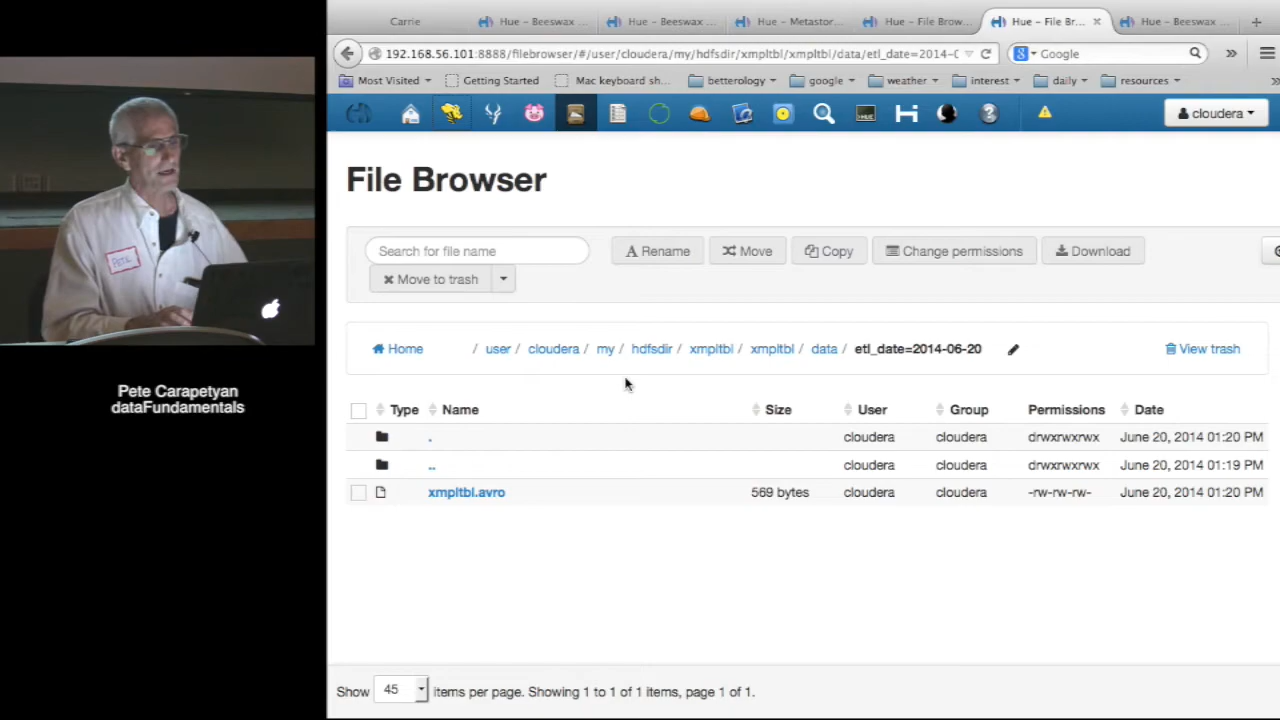 Carrie
Hue - Beeswax ...
Hue - Beeswax ...
Hue - Metastor...
Hue - File Brow...
Hue - File Br...
Hue - Beeswax ...
192.168.56.101:8888/filebrowser/#/user/cloudera/my/hdfsdir/xmpltbl/xmpltbl/data/etl_date=2014-0
Google
Most Visited
Getting Started
Mac keyboard sh...
betterology
google
weather
interest
daily
resources
cloudera
File Browser
Search for file name
Rename
Move
Copy
Change permissions
Download
Move to trash
Home / user / cloudera / my / hdfsdir / xmpltbl / xmpltbl / data / etl_date=2014-06-20
View trash
Type Name Size User Group Permissions Date
. cloudera cloudera drwxrwxrwx June 20, 2014 01:20 PM
.. cloudera cloudera drwxrwxrwx June 20, 2014 01:19 PM
xmpltbl.avro 569 bytes cloudera cloudera -rw-rw-rw- June 20, 2014 01:20 PM
Show 45 items per page. Showing 1 to 1 of 1 items, page 1 of 1.
PETE
Pete Carapetyan
dataFundamentals